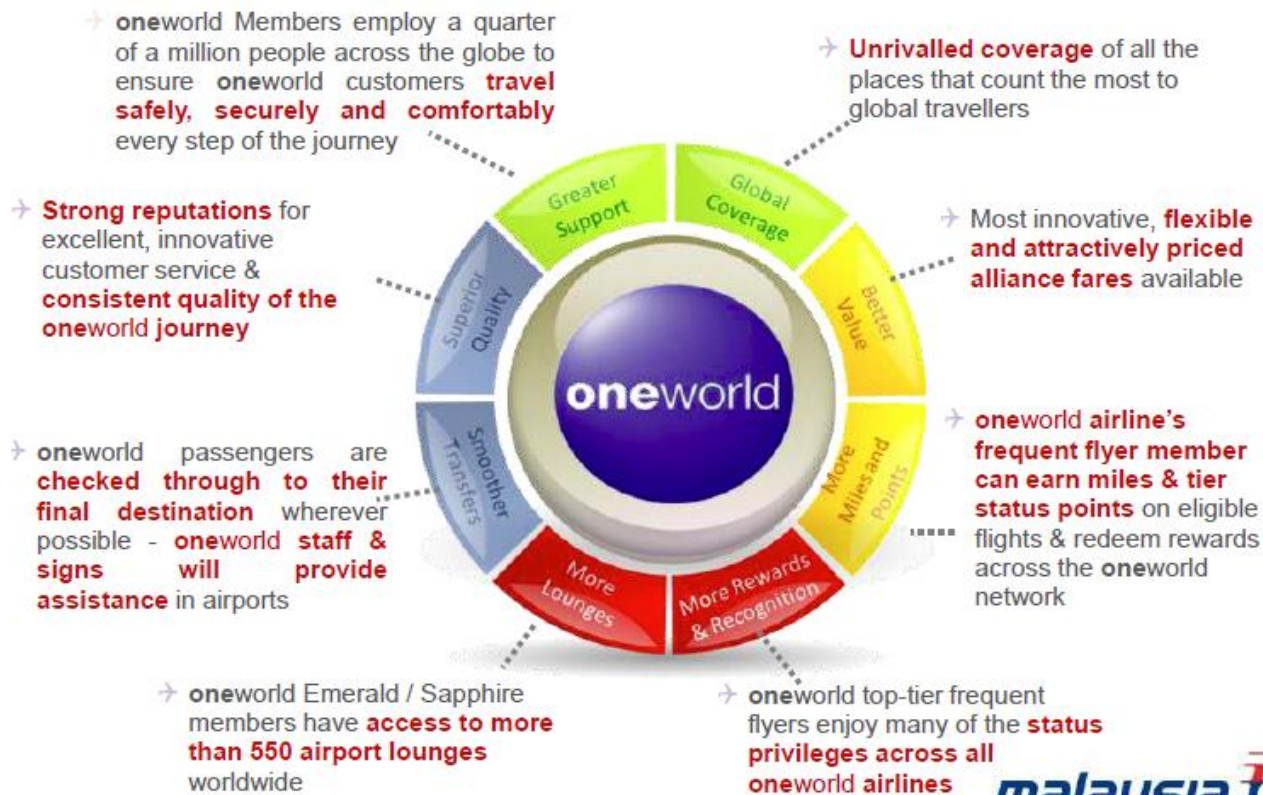 oneworld Members employ a quarter
of a million people across the globe to
ensure oneworld customers travel
safely, securely and comfortably
every step of the journey
Unrivalled coverage of all the
places that count the most to
global travellers
Greater
Support
Global
Coverage
Strong reputations for
excellent, innovative
customer service &
consistent quality of the
oneworld journey
Superior
Quality
Better
Value
Most innovative, flexible
and attractively priced
alliance fares available
oneworld
oneworld passengers are
checked through to their
final destination wherever
possible - oneworld staff &
signs will provide
assistance in airports
Smoother
Transfers
More
Miles and
Points
oneworld airline's
frequent flyer member
can earn miles & tier
status points on eligible
flights & redeem rewards
across the oneworld
network
More
Lounges
More Rewards
& Recognition
oneworld Emerald / Sapphire
members have access to more
than 550 airport lounges
worldwide
oneworld top-tier frequent
flyers enjoy many of the status
privileges across all
oneworld airlines
malaysia